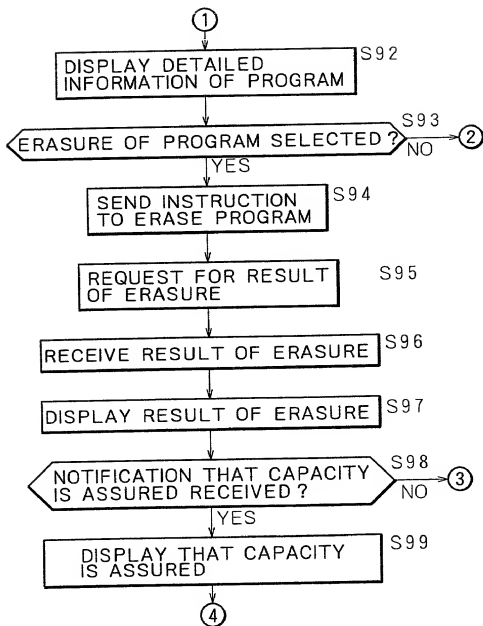 ①
S92
DISPLAY DETAILED
INFORMATION OF PROGRAM
S93
ERASURE OF PROGRAM SELECTED?
NO
②
YES
S94
SEND INSTRUCTION
TO ERASE PROGRAM
REQUEST FOR RESULT
OF ERASURE
S95
S96
RECEIVE RESULT OF ERASURE
S97
DISPLAY RESULT OF ERASURE
S98
NOTIFICATION THAT CAPACITY
IS ASSURED RECEIVED?
NO
③
YES
S99
DISPLAY THAT CAPACITY
IS ASSURED
④